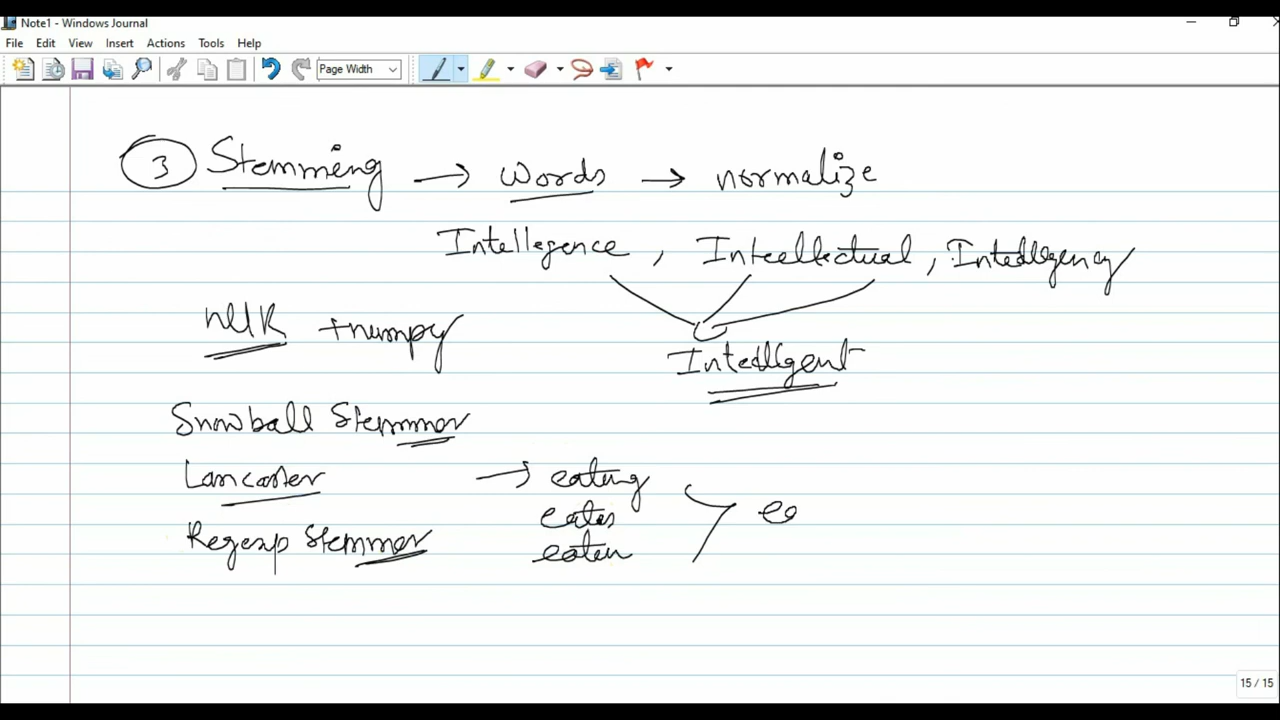 Note1 - Windows Journal
File Edit View Insert Actions Tools Help
Page Width
3 Stemming → words → normalize
Intellegence, Intellectual, Intelligency
nltk +numpy
Intelligent
Snowball Stemmer
Lancaster → eating
eates ea
Regexp Stemmer eaten
15 / 15